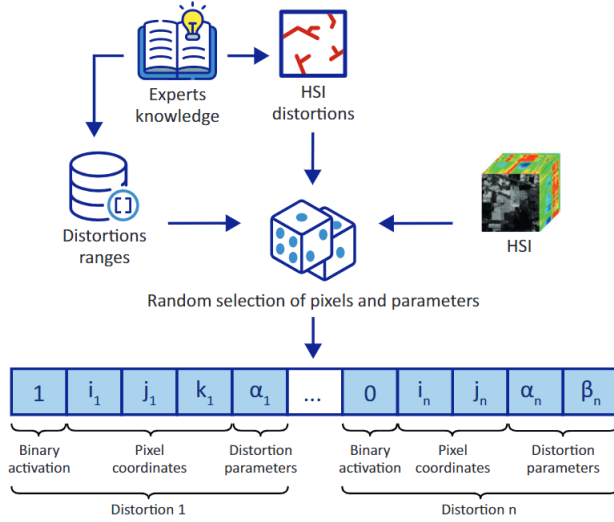 Experts
knowledge
HSI
distortions
[]
Distortions
ranges
HSI
Random selection of pixels and parameters
1 i₁ j₁ k₁ α₁ ... 0 iₙ jₙ αₙ βₙ
Binary
activation
Pixel
coordinates
Distortion
parameters
Binary
activation
Pixel
coordinates
Distortion
parameters
Distortion 1
Distortion n